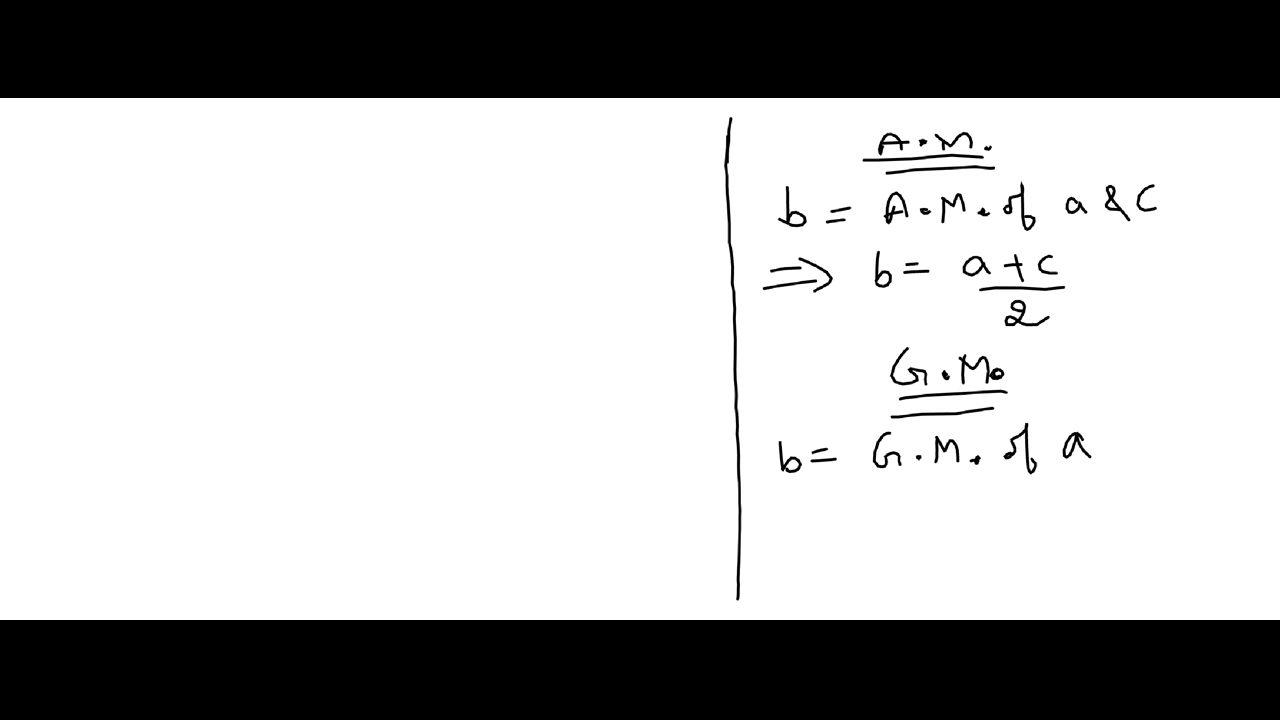 A.M.
b = A.M. of a & c
⇒ b = a + c
2
G.M.
b = G.M. of a